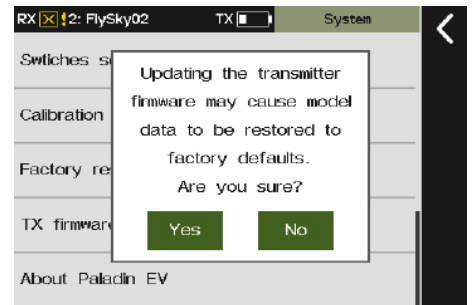 RX !2: FlySky02 TX System
Swtiches s
Updating the transmitter
firmware may cause model
data to be restored to
factory defaults.
Are you sure?
Calibration
Factory re
TX firmwar
Yes No
About Paladin EV